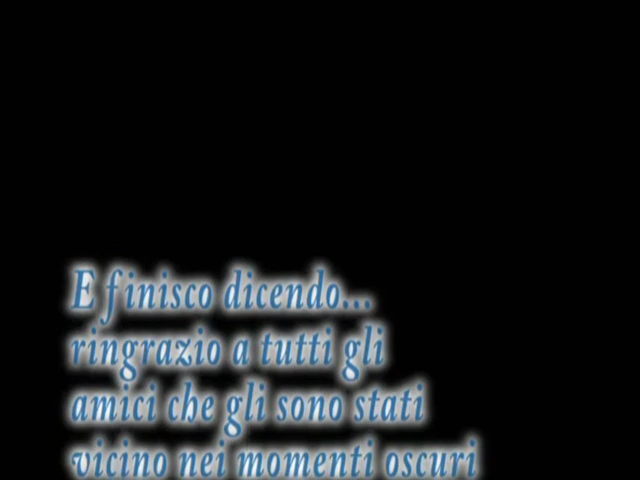 E finisco dicendo...
ringrazio a tutti gli
amici che gli sono stati
vicino nei momenti oscuri